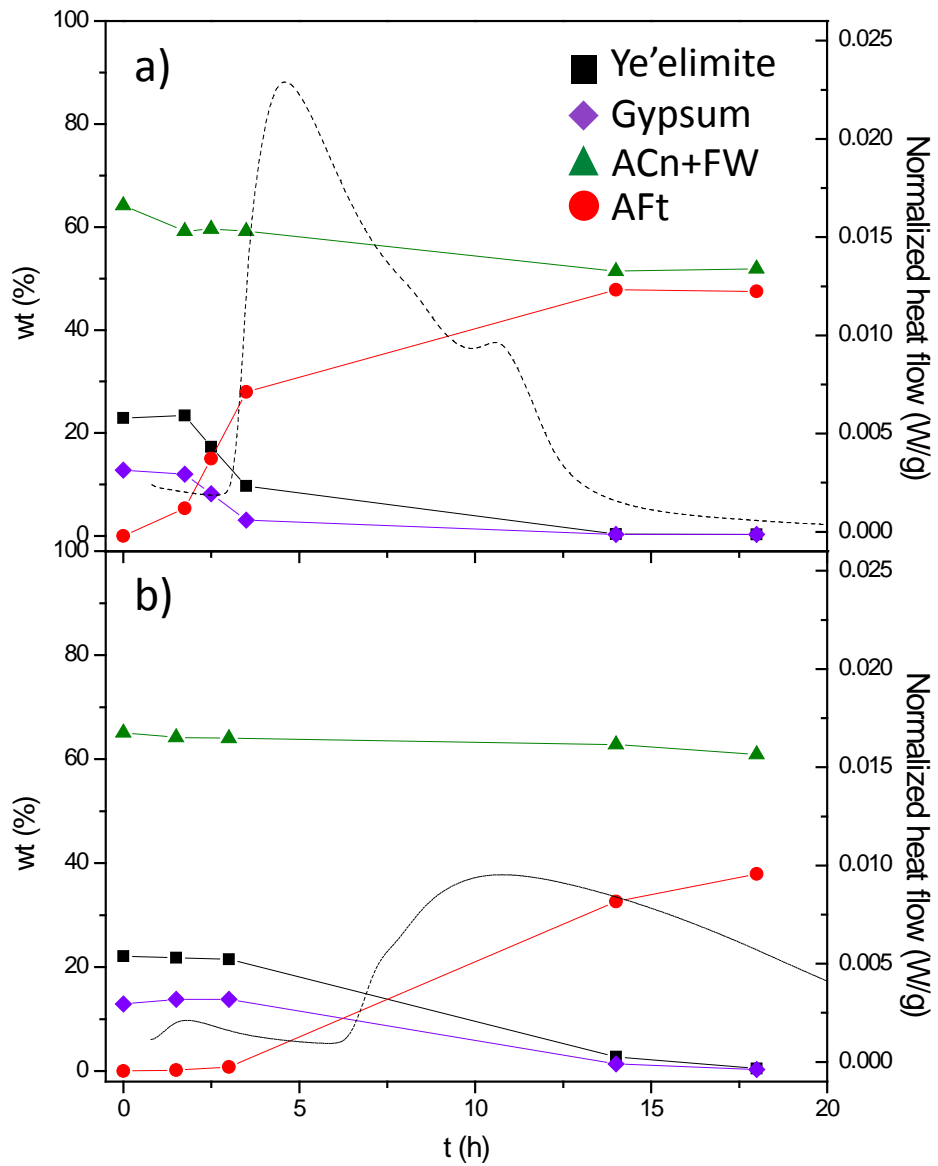 a)
Ye'elimite
Gypsum
ACn+FW
AFt
100
80
60
40
20
0
wt (%)
0.025
0.020
0.015
0.010
0.005
0.000
Normalized heat flow (W/g)
b)
100
80
60
40
20
0
wt (%)
0.025
0.020
0.015
0.010
0.005
0.000
Normalized heat flow (W/g)
0 5 10 15 20
t (h)